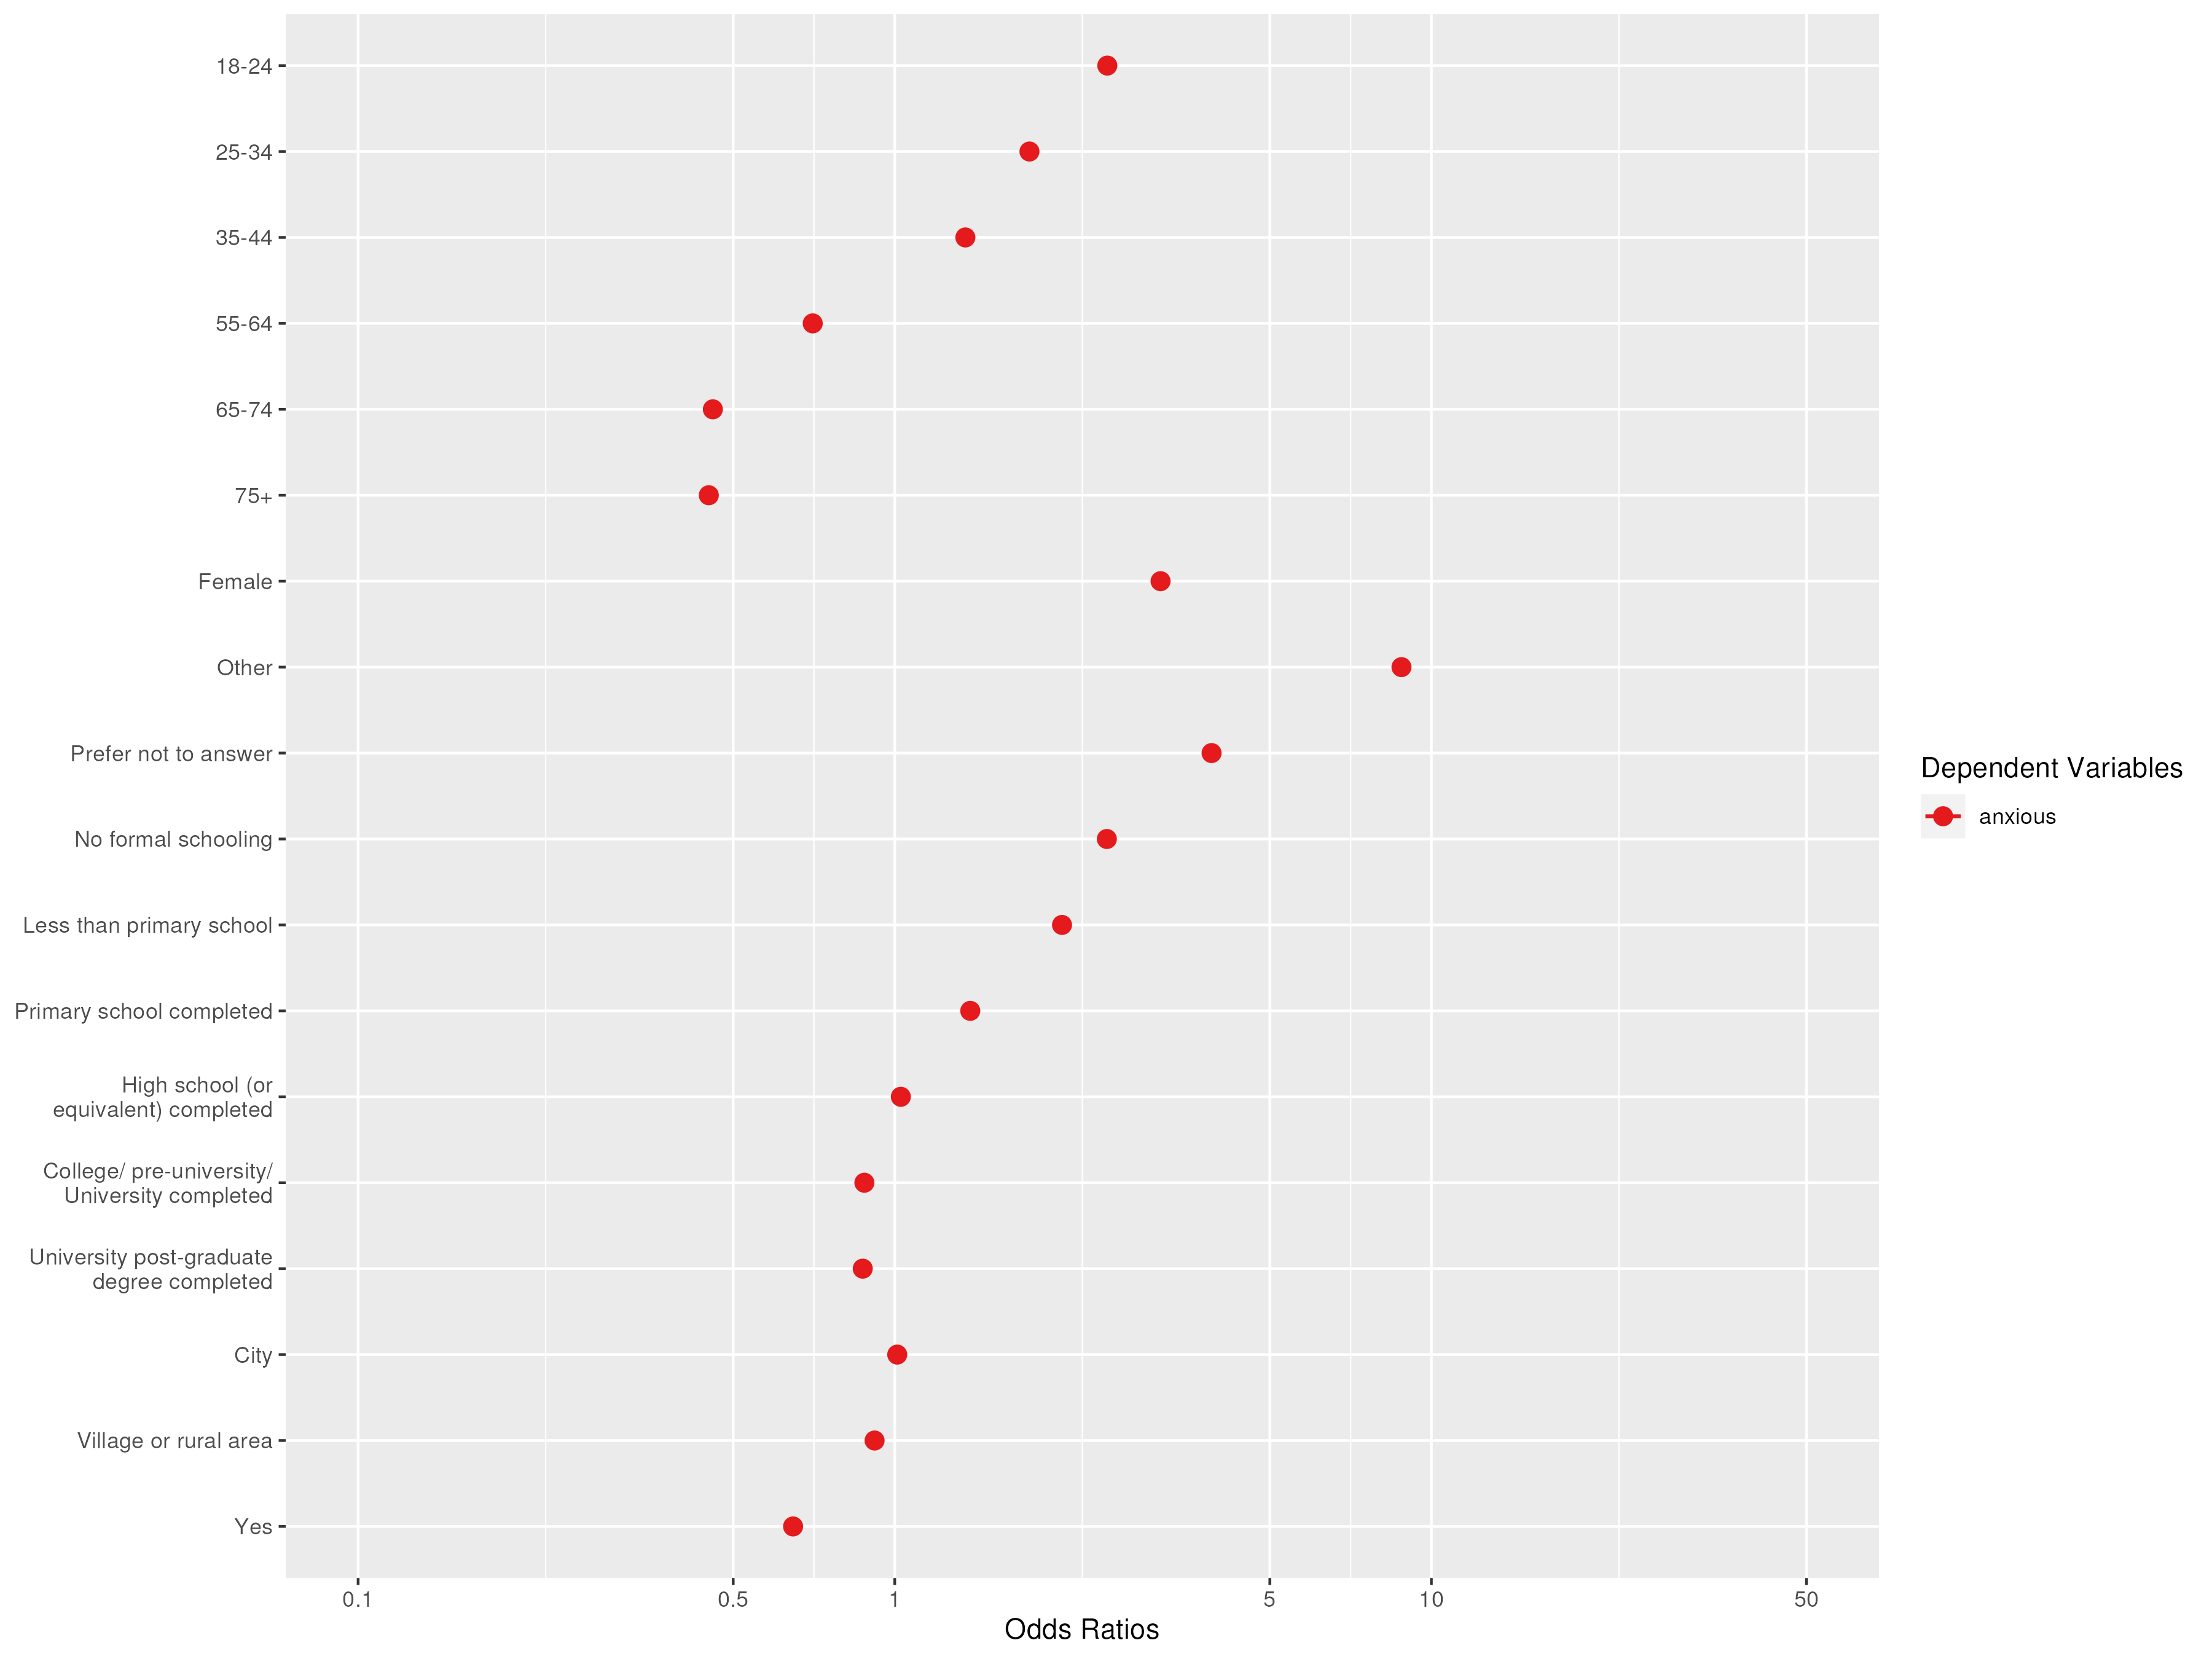 18-24
25-34
35-44
55-64
65-74
75+
Female
Other
Prefer not to answer
No formal schooling
Less than primary school
Primary school completed
High school (or
equivalent) completed
College/ pre-university/
University completed
University post-graduate
degree completed
City
Village or rural area
Yes
0.1
0.5
1
5
10
50
Odds Ratios
Dependent Variables
anxious